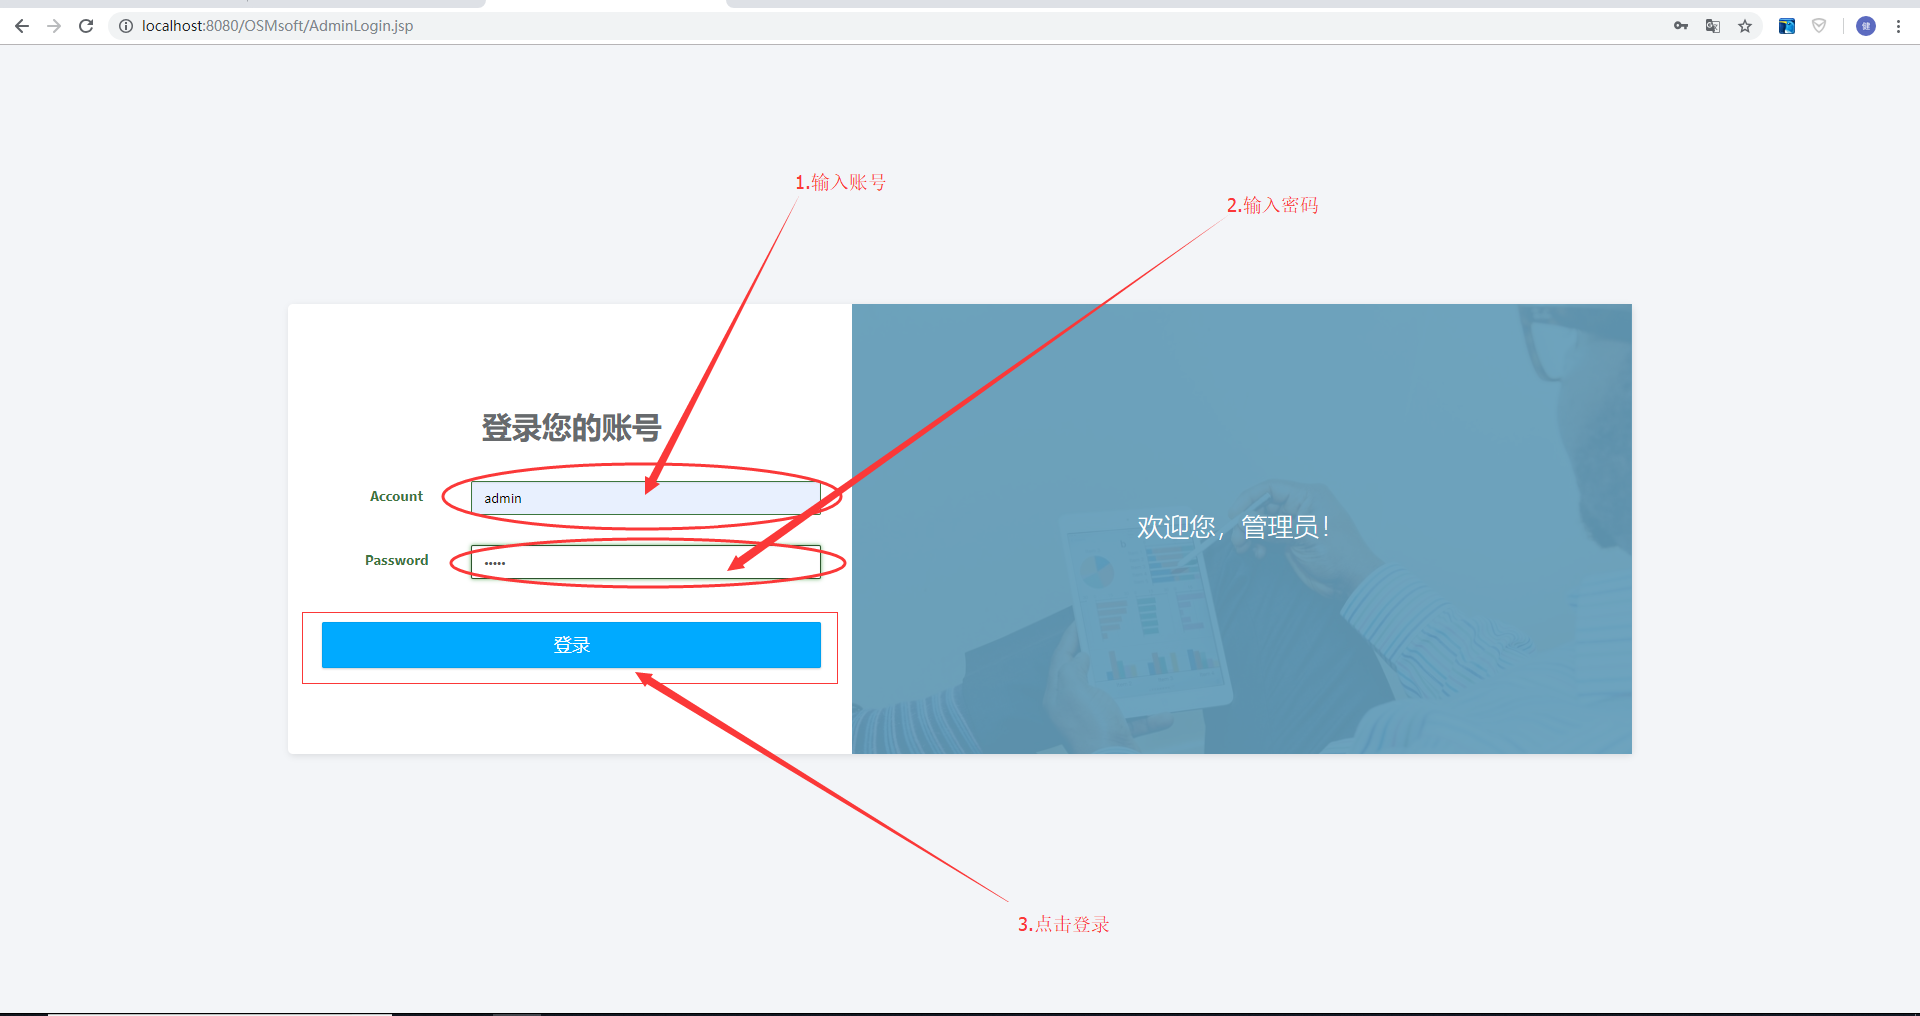 localhost:8080/OSMsoft/AdminLogin.jsp
健
1.输入账号
2.输入密码
登录您的账号
Account
admin
欢迎您，管理员！
Password
•••••
登录
3.点击登录